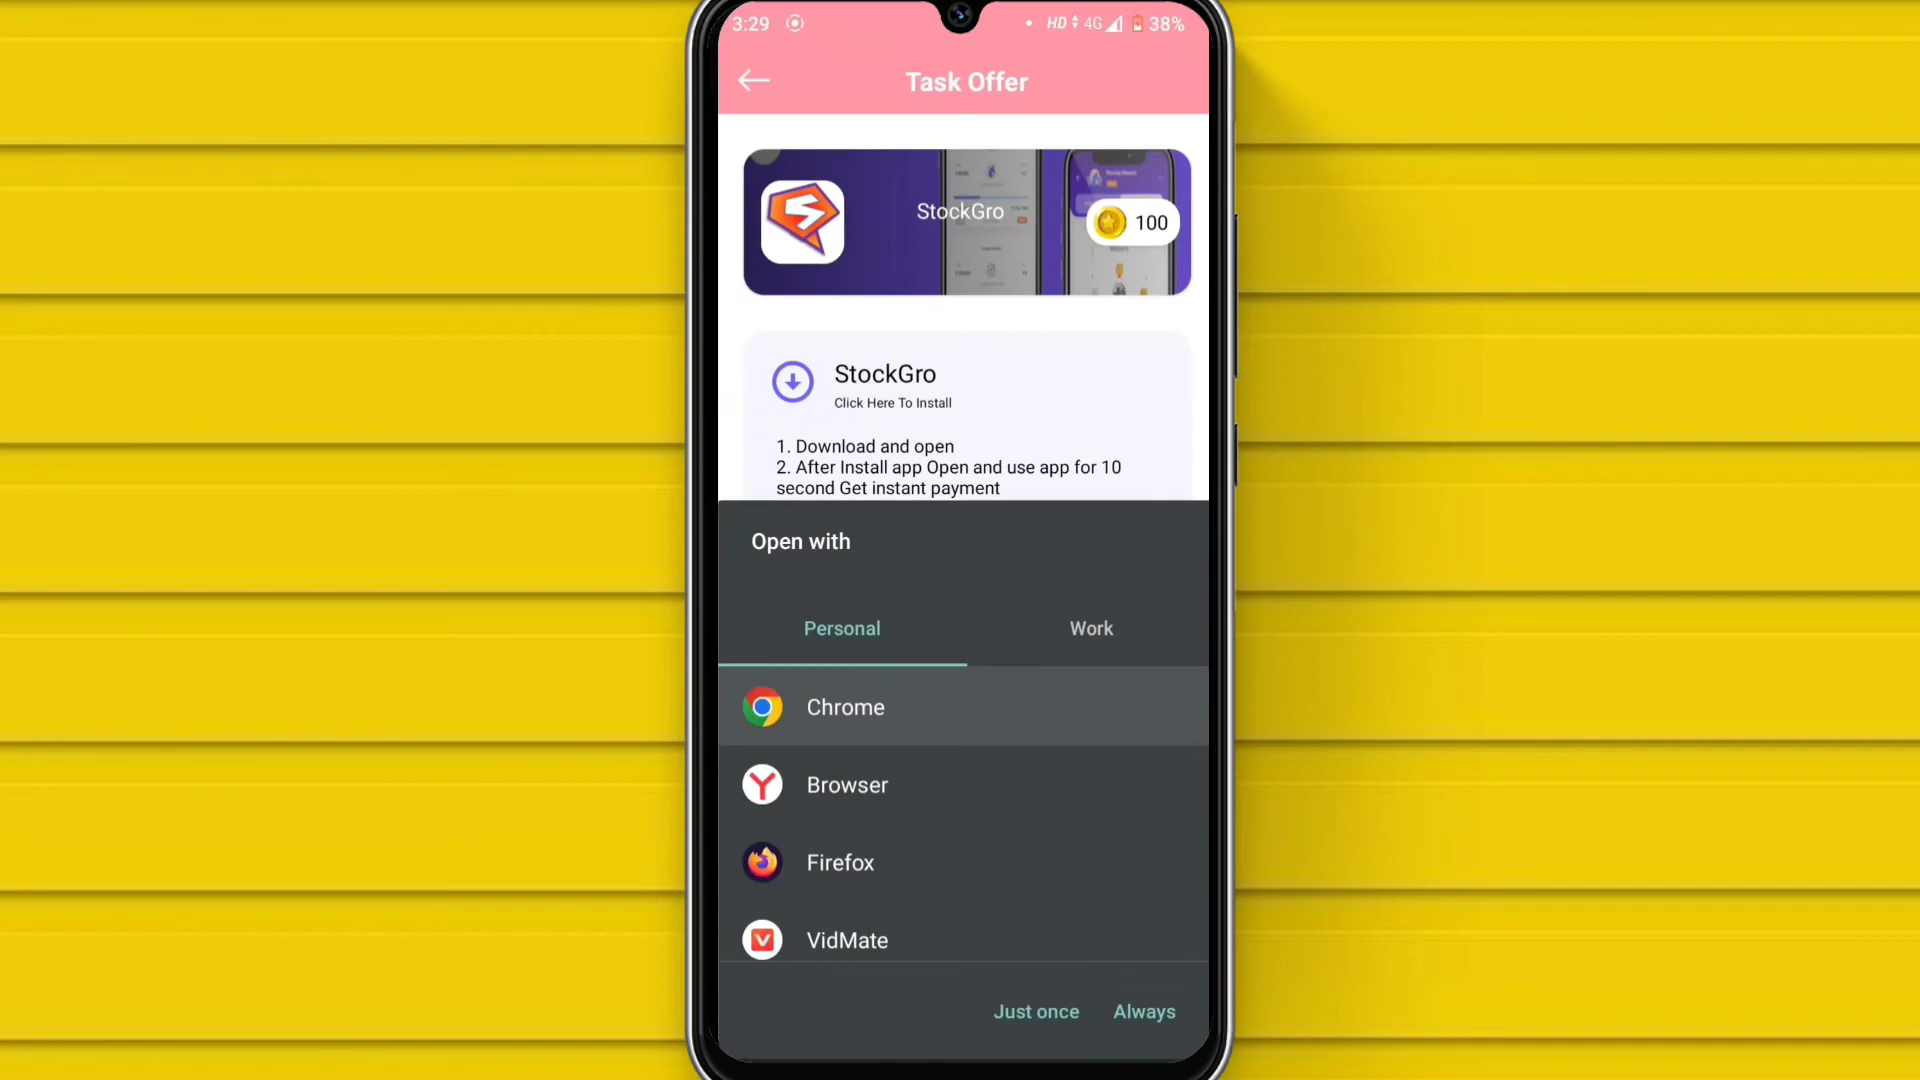 3:29 HD 4G 38%
Task Offer
StockGro
100
StockGro
Click Here To Install
1. Download and open
2. After Install app Open and use app for 10
second Get instant payment
Open with
Personal Work
Chrome
Browser
Firefox
VidMate
Just once Always